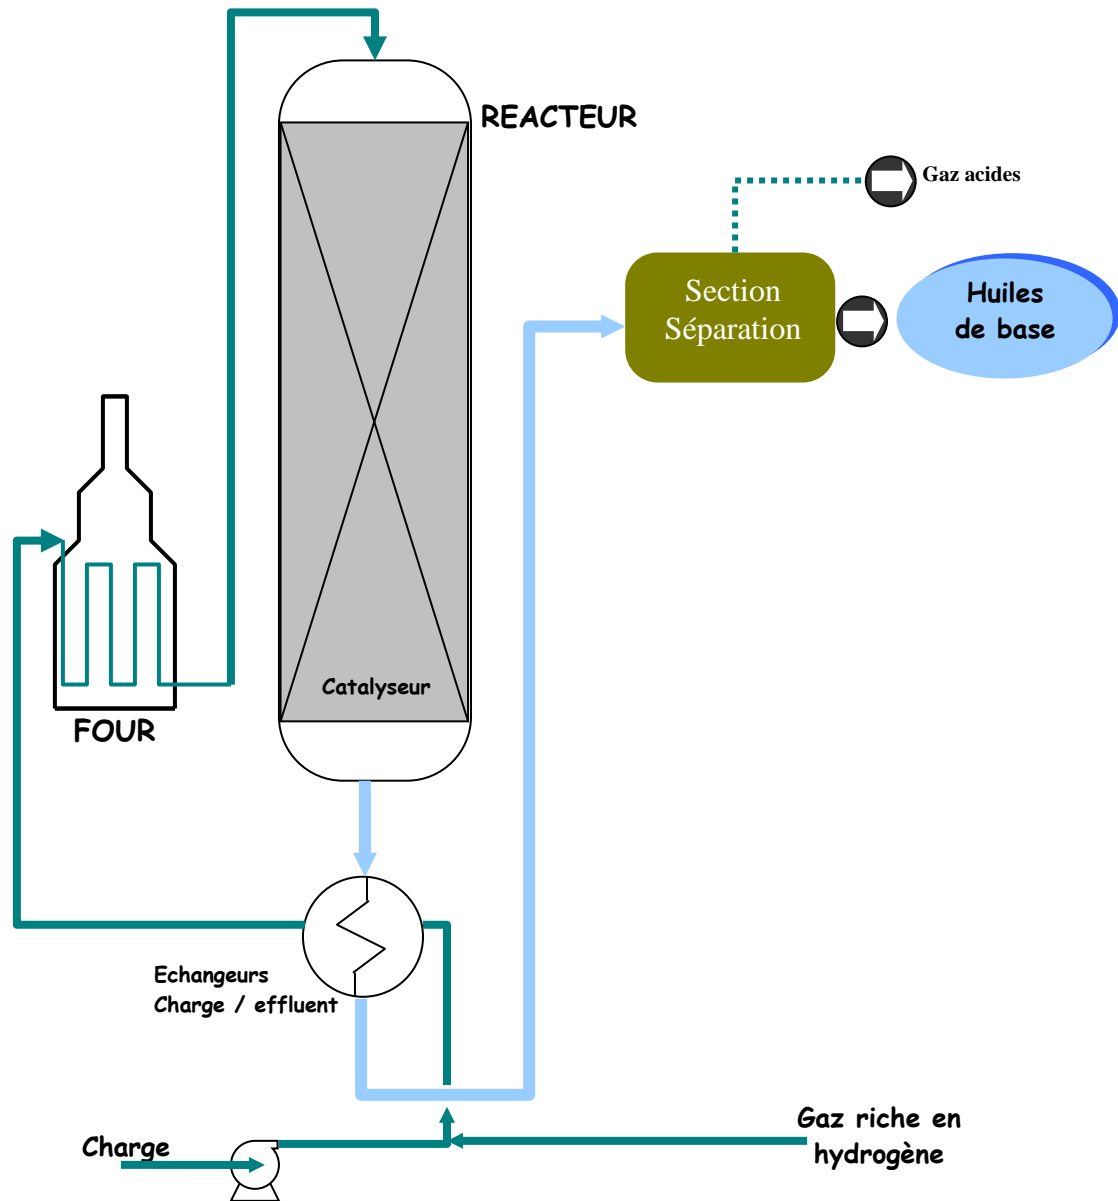 REACTEUR
Gaz acides
Section
Séparation
Huiles
de base
Catalyseur
FOUR
Echangeurs
Charge / effluent
Gaz riche en
hydrogène
Charge